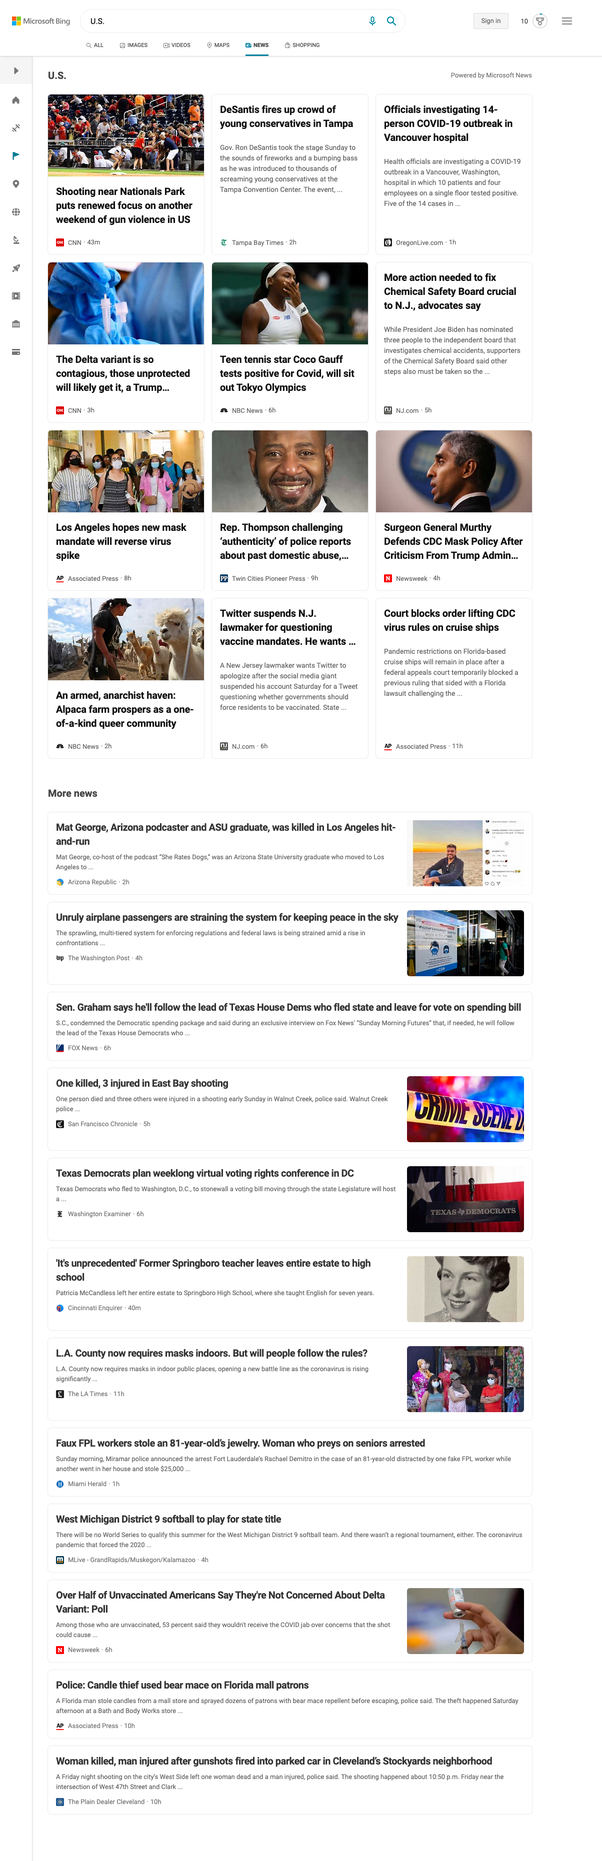 Microsoft Bing
U.S.
Sign in
10
ALL
IMAGES
VIDEOS
MAPS
NEWS
SHOPPING
U.S.
Powered by Microsoft News
Shooting near Nationals Park
puts renewed focus on another
weekend of gun violence in US
CNN · 43m
DeSantis fires up crowd of
young conservatives in Tampa
Gov. Ron DeSantis took the stage Sunday to
the sounds of fireworks and a bumping bass
as he was introduced to thousands of
screaming young conservatives at the
Tampa Convention Center. The event, ...
Tampa Bay Times · 2h
Officials investigating 14-
person COVID-19 outbreak in
Vancouver hospital
Health officials are investigating a COVID-19
outbreak in a Vancouver, Washington,
hospital in which 10 patients and four
employees on a single floor tested positive.
Five of the 14 cases in ...
OregonLive.com · 1h
The Delta variant is so
contagious, those unprotected
will likely get it, a Trump...
CNN · 3h
Teen tennis star Coco Gauff
tests positive for Covid, will sit
out Tokyo Olympics
NBC News · 6h
More action needed to fix
Chemical Safety Board crucial
to N.J., advocates say
While President Joe Biden has nominated
three people to the independent board that
investigates chemical accidents, supporters
of the Chemical Safety Board said other
steps also must be taken so the ...
NJ.com · 5h
Los Angeles hopes new mask
mandate will reverse virus
spike
AP Associated Press · 8h
Rep. Thompson challenging
‘authenticity’ of police reports
about past domestic abuse,...
Twin Cities Pioneer Press · 9h
Surgeon General Murthy
Defends CDC Mask Policy After
Criticism From Trump Admin...
N Newsweek · 4h
An armed, anarchist haven:
Alpaca farm prospers as a one-
of-a-kind queer community
NBC News · 2h
Twitter suspends N.J.
lawmaker for questioning
vaccine mandates. He wants ...
A New Jersey lawmaker wants Twitter to
apologize after the social media giant
suspended his account Saturday for a Tweet
questioning whether governments should
force residents to be vaccinated. State ...
NJ.com · 6h
Court blocks order lifting CDC
virus rules on cruise ships
Pandemic restrictions on Florida-based
cruise ships will remain in place after a
federal appeals court temporarily blocked a
previous ruling that sided with a Florida
lawsuit challenging the ...
AP Associated Press · 11h
More news
Mat George, Arizona podcaster and ASU graduate, was killed in Los Angeles hit-
and-run
Mat George, co-host of the podcast “She Rates Dogs,” was an Arizona State University graduate who moved to Los
Angeles to ...
Arizona Republic · 2h
Unruly airplane passengers are straining the system for keeping peace in the sky
The sprawling, multi-tiered system for enforcing regulations and federal laws is being strained amid a rise in
confrontations ...
wp The Washington Post · 4h
Sen. Graham says he'll follow the lead of Texas House Dems who fled state and leave for vote on spending bill
S.C., condemned the Democratic spending package and said during an exclusive interview on Fox News' "Sunday Morning Futures" that, if needed, he will follow
the lead of the Texas House Democrats who ...
FOX News · 6h
One killed, 3 injured in East Bay shooting
One person died and three others were injured in a shooting early Sunday in Walnut Creek, police said. Walnut Creek
police ...
San Francisco Chronicle · 5h
CRIME SCENE D
Texas Democrats plan weeklong virtual voting rights conference in DC
Texas Democrats who fled to Washington, D.C., to stonewall a voting bill moving through the state Legislature will host
a ...
Washington Examiner · 6h
TEXAS DEMOCRATS
'It's unprecedented' Former Springboro teacher leaves entire estate to high
school
Patricia McCandless left her entire estate to Springboro High School, where she taught English for seven years.
Cincinnati Enquirer · 40m
L.A. County now requires masks indoors. But will people follow the rules?
L.A. County now requires masks in indoor public places, opening a new battle line as the coronavirus is rising
significantly ...
The LA Times · 11h
Faux FPL workers stole an 81-year-old's jewelry. Woman who preys on seniors arrested
Sunday morning, Miramar police announced the arrest Fort Lauderdale's Rachael Demitro in the case of an 81-year-old distracted by one fake FPL worker while
another went in her house and stole $25,000 ...
Miami Herald · 1h
West Michigan District 9 softball to play for state title
There will be no World Series to qualify this summer for the West Michigan District 9 softball team. And there wasn't a regional tournament, either. The coronavirus
pandemic that forced the 2020 ...
MLive - GrandRapids/Muskegon/Kalamazoo · 4h
Over Half of Unvaccinated Americans Say They're Not Concerned About Delta
Variant: Poll
Among those who are unvaccinated, 53 percent said they wouldn't receive the COVID jab over concerns that the shot
could cause ...
N Newsweek · 6h
Police: Candle thief used bear mace on Florida mall patrons
A Florida man stole candles from a mall store and sprayed dozens of patrons with bear mace repellent before escaping, police said. The theft happened Saturday
afternoon at a Bath and Body Works store ...
AP Associated Press · 10h
Woman killed, man injured after gunshots fired into parked car in Cleveland's Stockyards neighborhood
A Friday night shooting on the city's West Side left one woman dead and a man injured, police said. The shooting happened about 10:50 p.m. Friday near the
intersection of West 47th Street and Clark ...
The Plain Dealer Cleveland · 10h